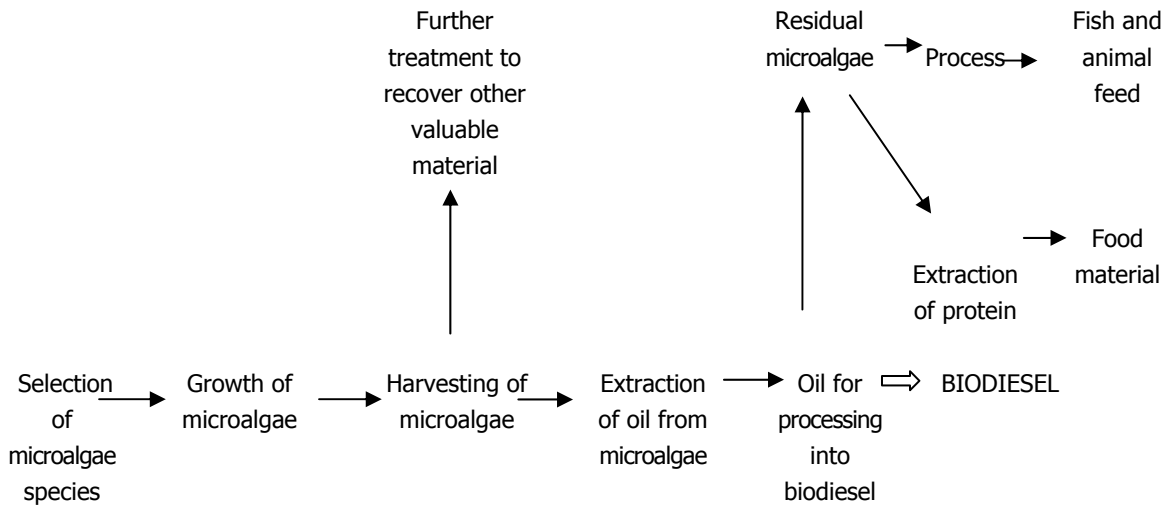 Further
treatment to
recover other
valuable
material
Residual
microalgae
Process
Fish and
animal
feed
Extraction
of protein
Food
material
Selection
of
microalgae
species
Growth of
microalgae
Harvesting of
microalgae
Extraction
of oil from
microalgae
Oil for
processing
into
biodiesel
BIODIESEL